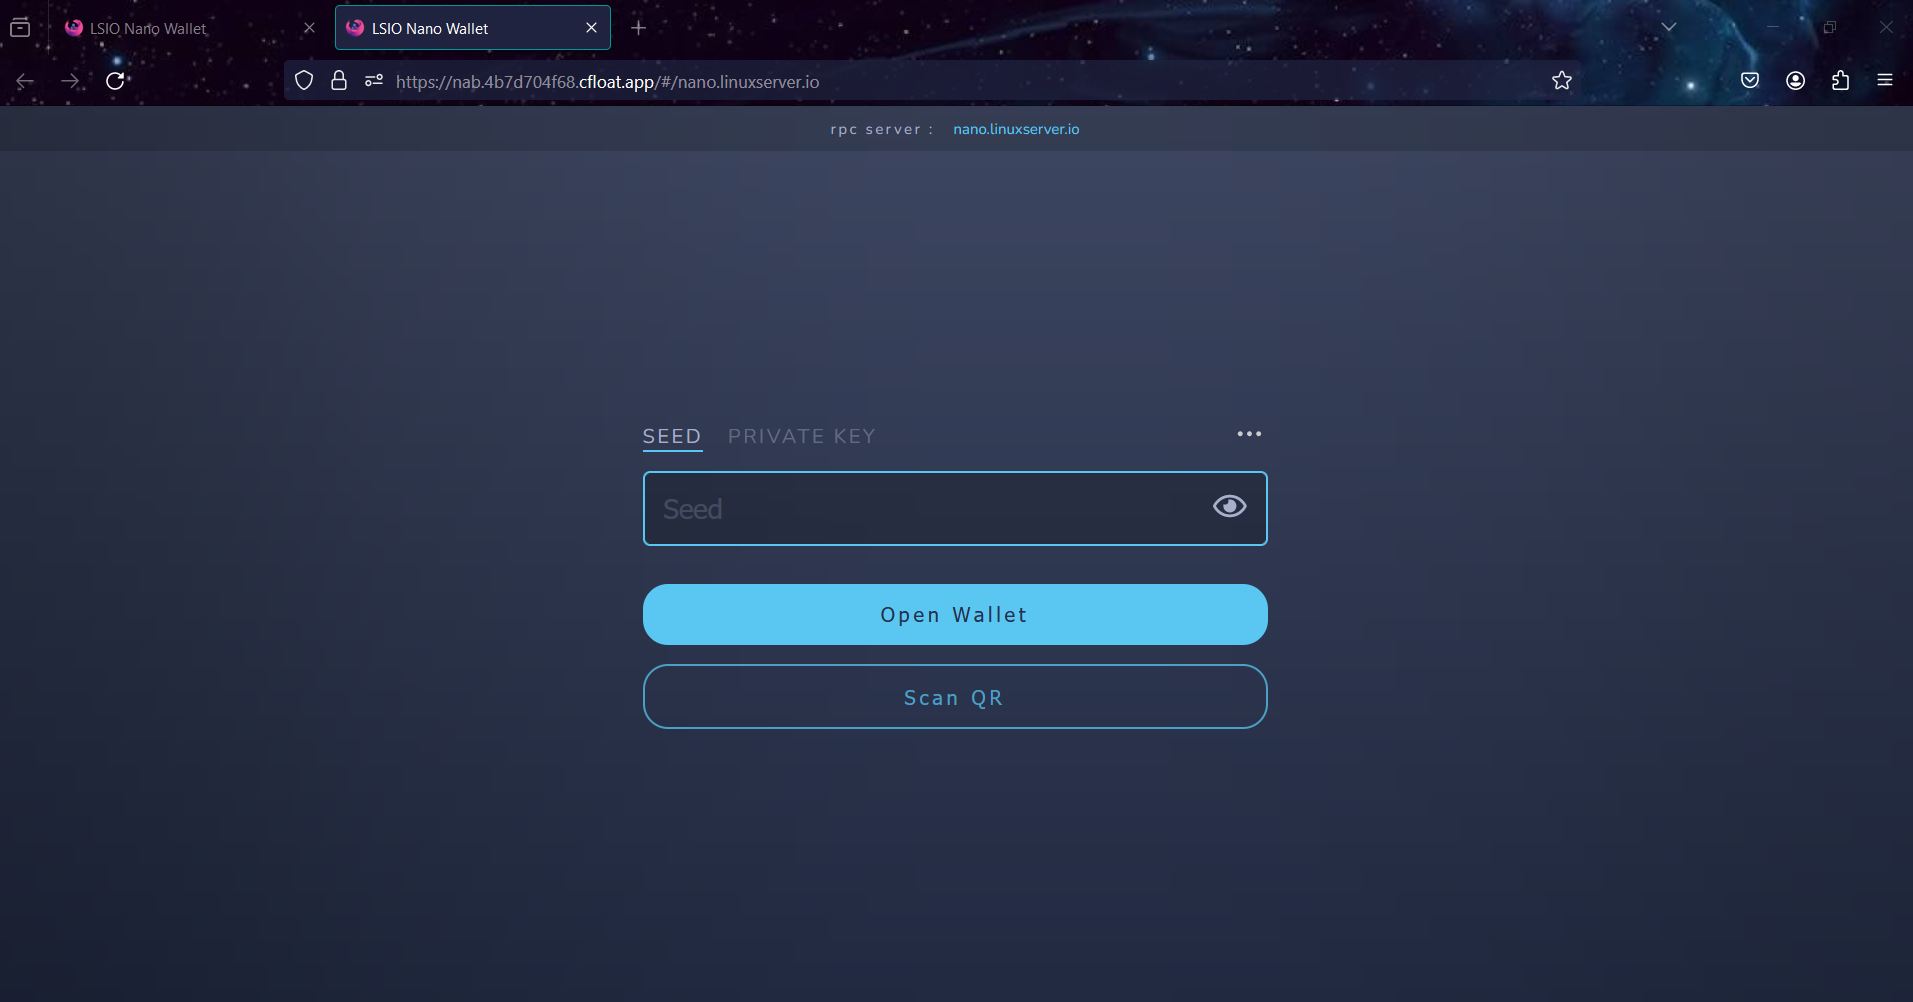 LSIO Nano Wallet
LSIO Nano Wallet
https://nab.4b7d704f68.cfloat.app/#/nano.linuxserver.io
rpc server : nano.linuxserver.io
SEED PRIVATE KEY
Seed
Open Wallet
Scan QR